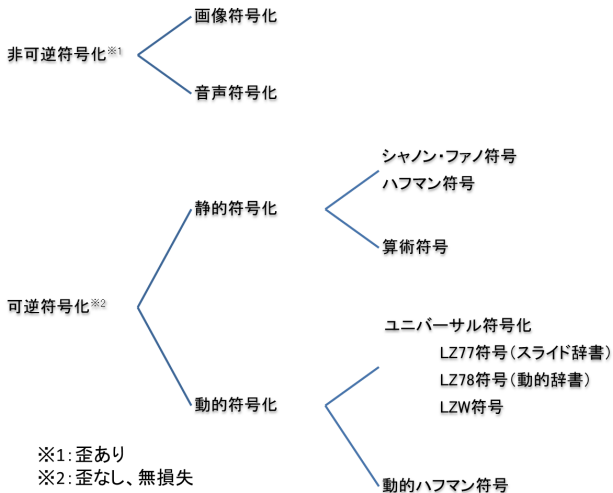 画像符号化
非可逆符号化※1
音声符号化
シャノン・ファノ符号
ハフマン符号
静的符号化
算術符号
可逆符号化※2
ユニバーサル符号化
LZ77符号(スライド辞書)
LZ78符号(動的辞書)
LZW符号
動的符号化
動的ハフマン符号
※1:歪あり
※2:歪なし、無損失